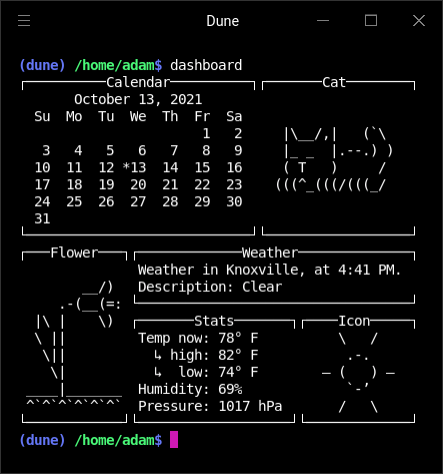 Dune
(dune) /home/adam$ dashboard
Calendar
October 13, 2021
Su Mo Tu We Th Fr Sa
1 2
3 4 5 6 7 8 9
10 11 12 *13 14 15 16
17 18 19 20 21 22 23
24 25 26 27 28 29 30
31
Cat
|\__/,|   (`\
|_ _  |.--.) )
( T   )     /
(((^_(((/(((_/
Flower
__/)
.-(__(=:
|\ |    \)
\ ||
\||
\|
____|_______
^`^`^`^`^`^`
Weather
Weather in Knoxville, at 4:41 PM.
Description: Clear
Stats
Temp now: 78° F
↳ high: 82° F
↳  low: 74° F
Humidity: 69%
Pressure: 1017 hPa
Icon
\   /
.-.
― (   ) ―
`-’
/   \
(dune) /home/adam$